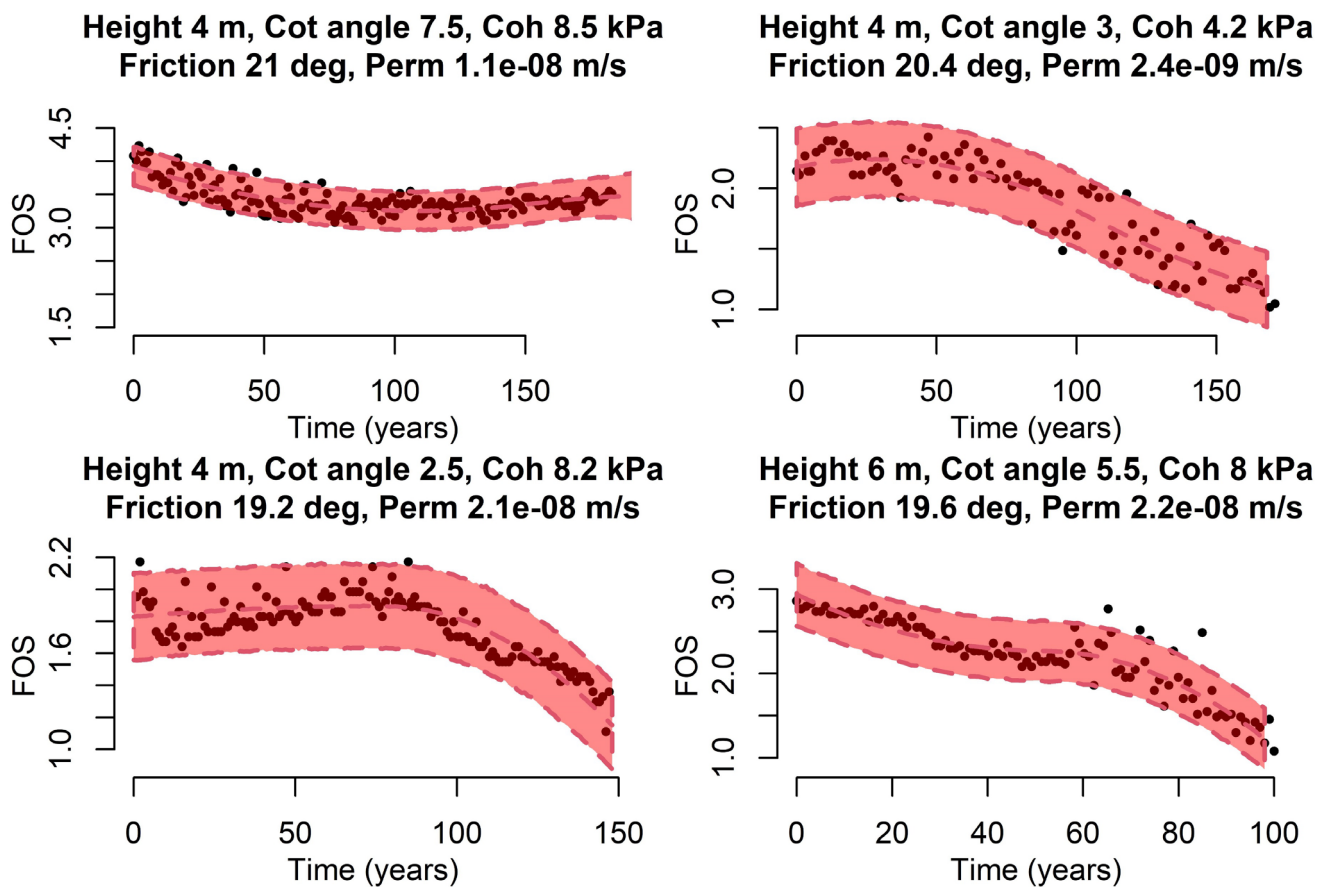 Height 4 m, Cot angle 7.5, Coh 8.5 kPa
Friction 21 deg, Perm 1.1e-08 m/s
4.5
3.0
1.5
FOS
0 50 100 150
Time (years)
Height 4 m, Cot angle 3, Coh 4.2 kPa
Friction 20.4 deg, Perm 2.4e-09 m/s
2.0
1.0
FOS
0 50 100 150
Time (years)
Height 4 m, Cot angle 2.5, Coh 8.2 kPa
Friction 19.2 deg, Perm 2.1e-08 m/s
2.2
1.6
1.0
FOS
0 50 100 150
Time (years)
Height 6 m, Cot angle 5.5, Coh 8 kPa
Friction 19.6 deg, Perm 2.2e-08 m/s
3.0
2.0
1.0
FOS
0 20 40 60 80 100
Time (years)